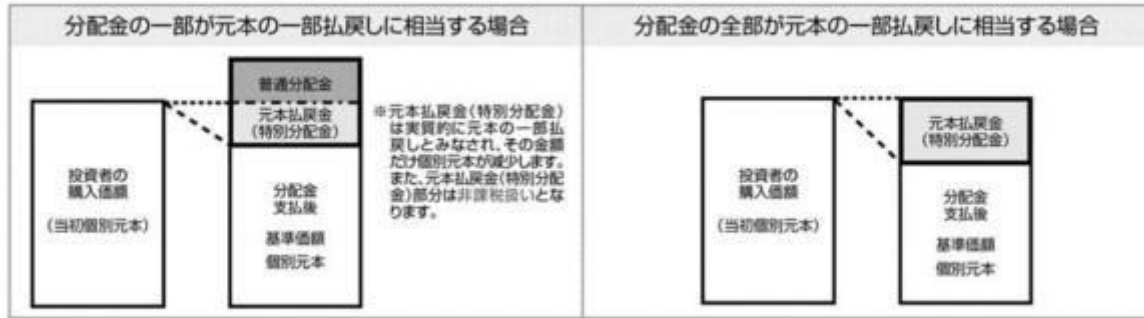 分配金の一部が元本の一部払戻しに相当する場合
普通分配金
元本払戻金
(特別分配金)
投資者の
購入価額
(当初個別元本)
分配金
支払後
基準価額
個別元本
※元本払戻金(特別分配金)
は実質的に元本の一部払
戻しとみなされ、その金額
だけ個別元本が減少します。
また、元本払戻金(特別分配
金)部分は非課税扱いとな
ります。
分配金の全部が元本の一部払戻しに相当する場合
元本払戻金
(特別分配金)
投資者の
購入価額
(当初個別元本)
分配金
支払後
基準価額
個別元本